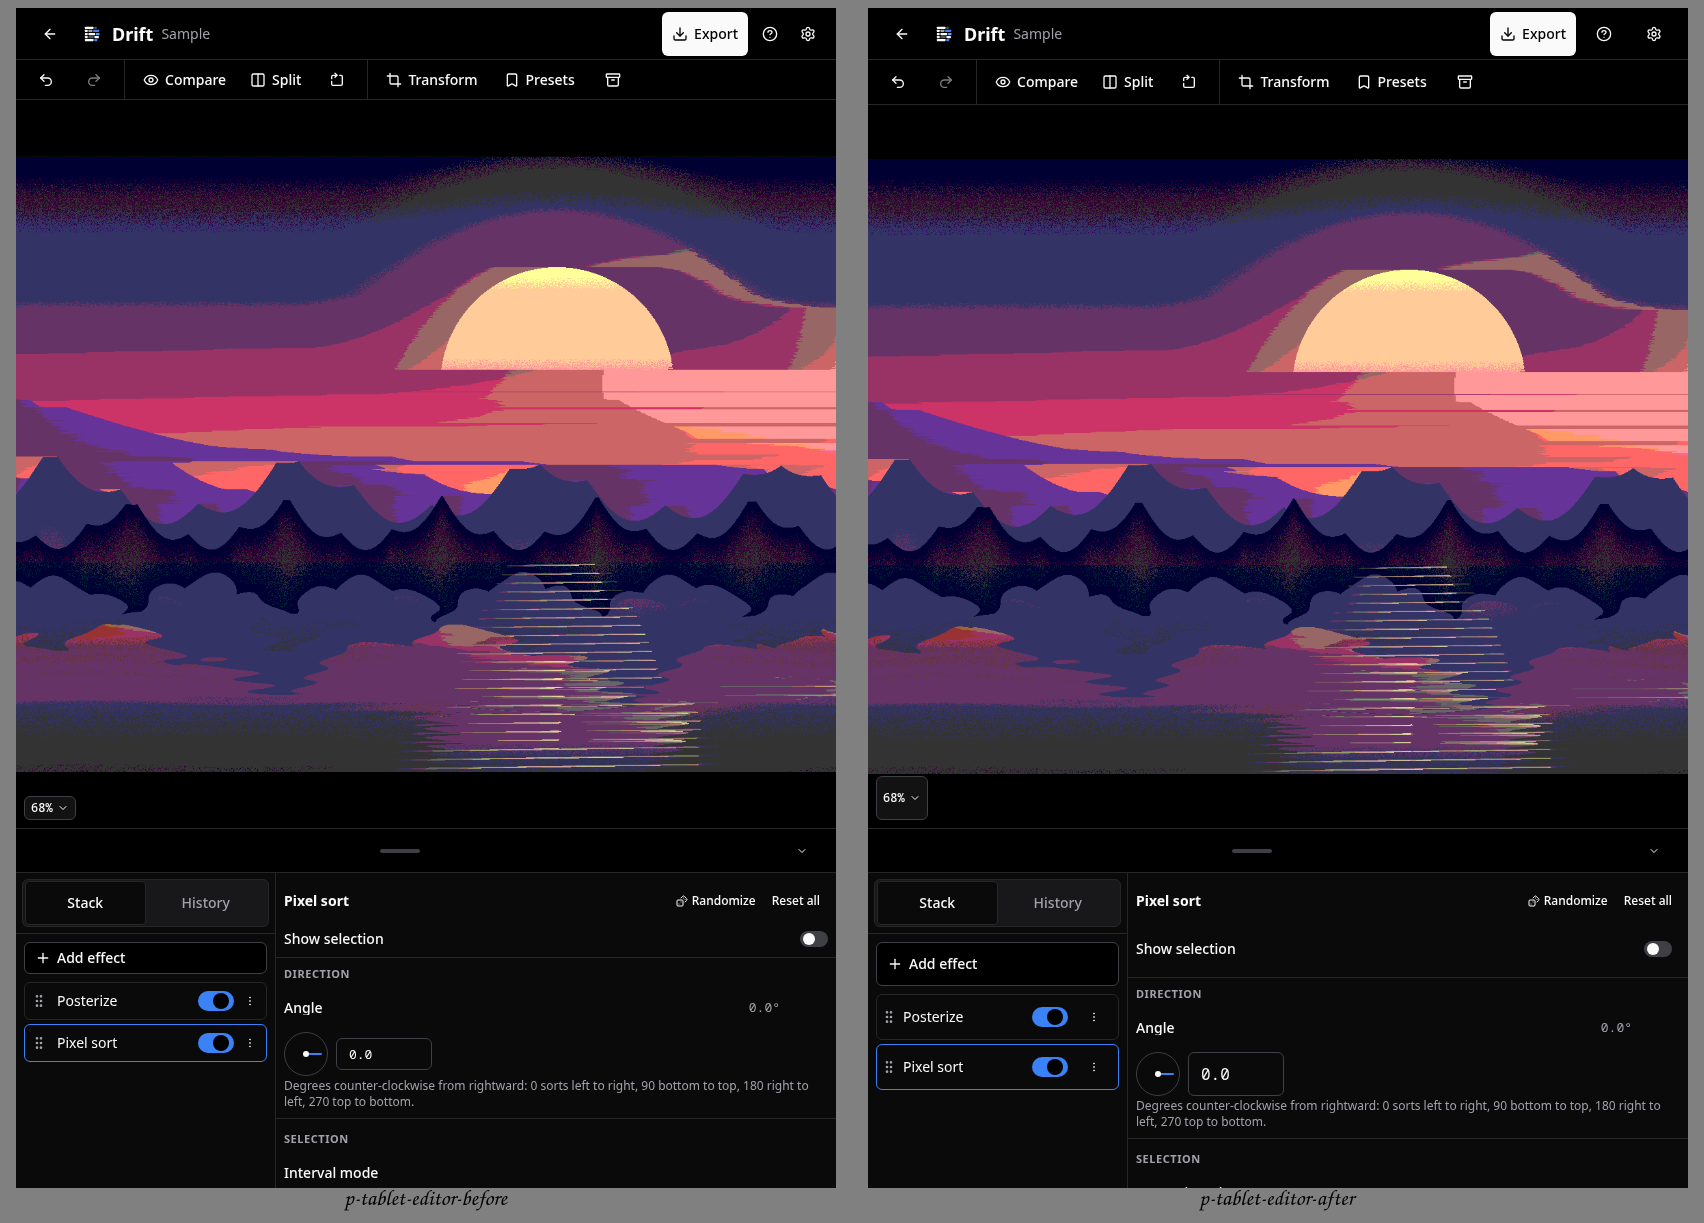 Drift Sample Export
Compare Split Transform Presets
68%
Stack History
Add effect
Posterize
Pixel sort
Pixel sort Randomize Reset all
Show selection
DIRECTION
Angle 0.0°
0.0
Degrees counter-clockwise from rightward: 0 sorts left to right, 90 bottom to top, 180 right to
left, 270 top to bottom.
SELECTION
Interval mode
p-tablet-editor-before
Drift Sample Export
Compare Split Transform Presets
68%
Stack History
Add effect
Posterize
Pixel sort
Pixel sort Randomize Reset all
Show selection
DIRECTION
Angle 0.0°
0.0
Degrees counter-clockwise from rightward: 0 sorts left to right, 90 bottom to top, 180 right to
left, 270 top to bottom.
SELECTION
p-tablet-editor-after